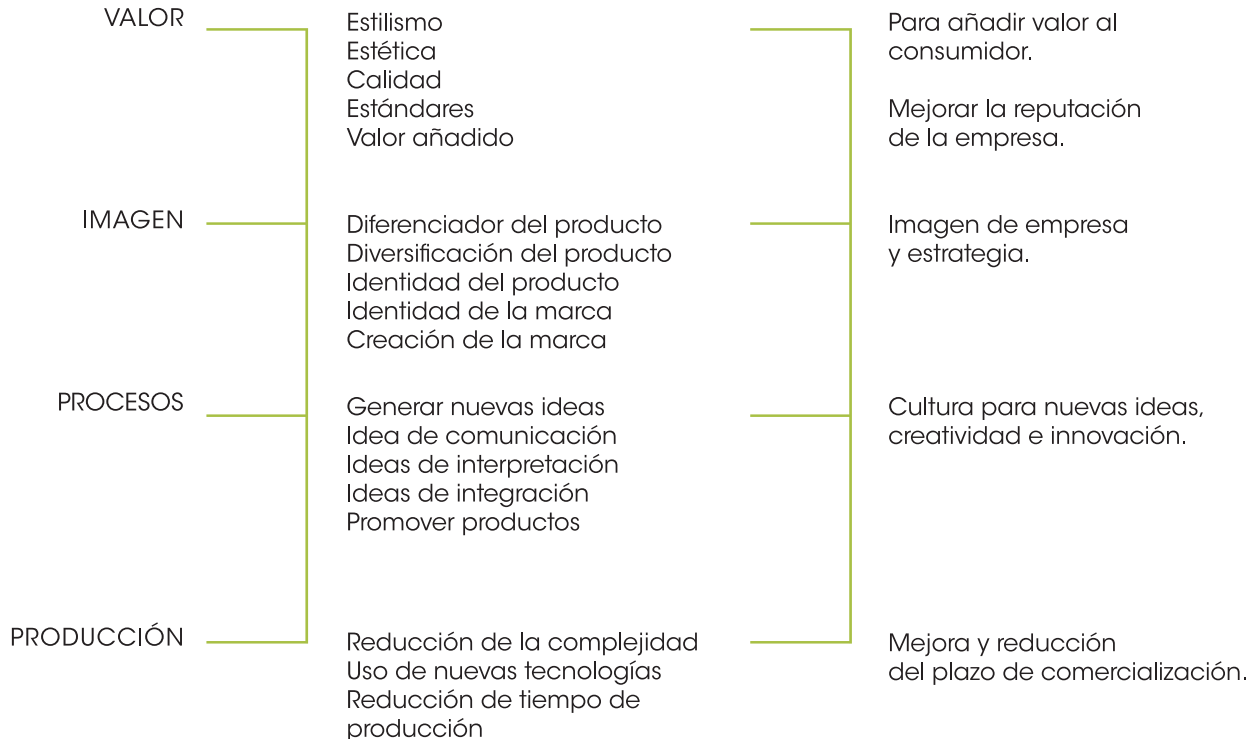 VALOR
Estilismo
Estética
Calidad
Estándares
Valor añadido
Para añadir valor al
consumidor.
Mejorar la reputación
de la empresa.
IMAGEN
Diferenciador del producto
Diversificación del producto
Identidad del producto
Identidad de la marca
Creación de la marca
Imagen de empresa
y estrategia.
PROCESOS
Generar nuevas ideas
Idea de comunicación
Ideas de interpretación
Ideas de integración
Promover productos
Cultura para nuevas ideas,
creatividad e innovación.
PRODUCCIÓN
Reducción de la complejidad
Uso de nuevas tecnologías
Reducción de tiempo de
producción
Mejora y reducción
del plazo de comercialización.